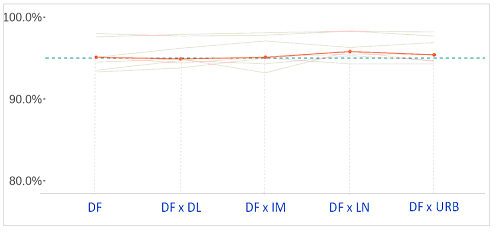 100.0%
90.0%
80.0%
DF DF x DL DF x IM DF x LN DF x URB